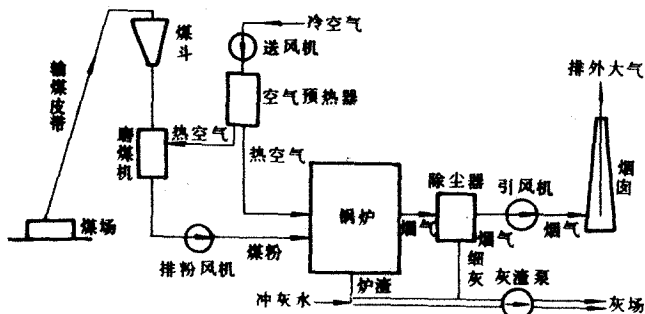 冷空气
煤斗
送风机
输煤皮带
空气预热器
排外大气
热空气
磨煤机
热空气
除尘器
引风机
烟囱
锅炉
煤场
烟气
烟气
烟气
排粉风机
煤粉
细灰
灰渣泵
炉渣
冲灰水
灰场